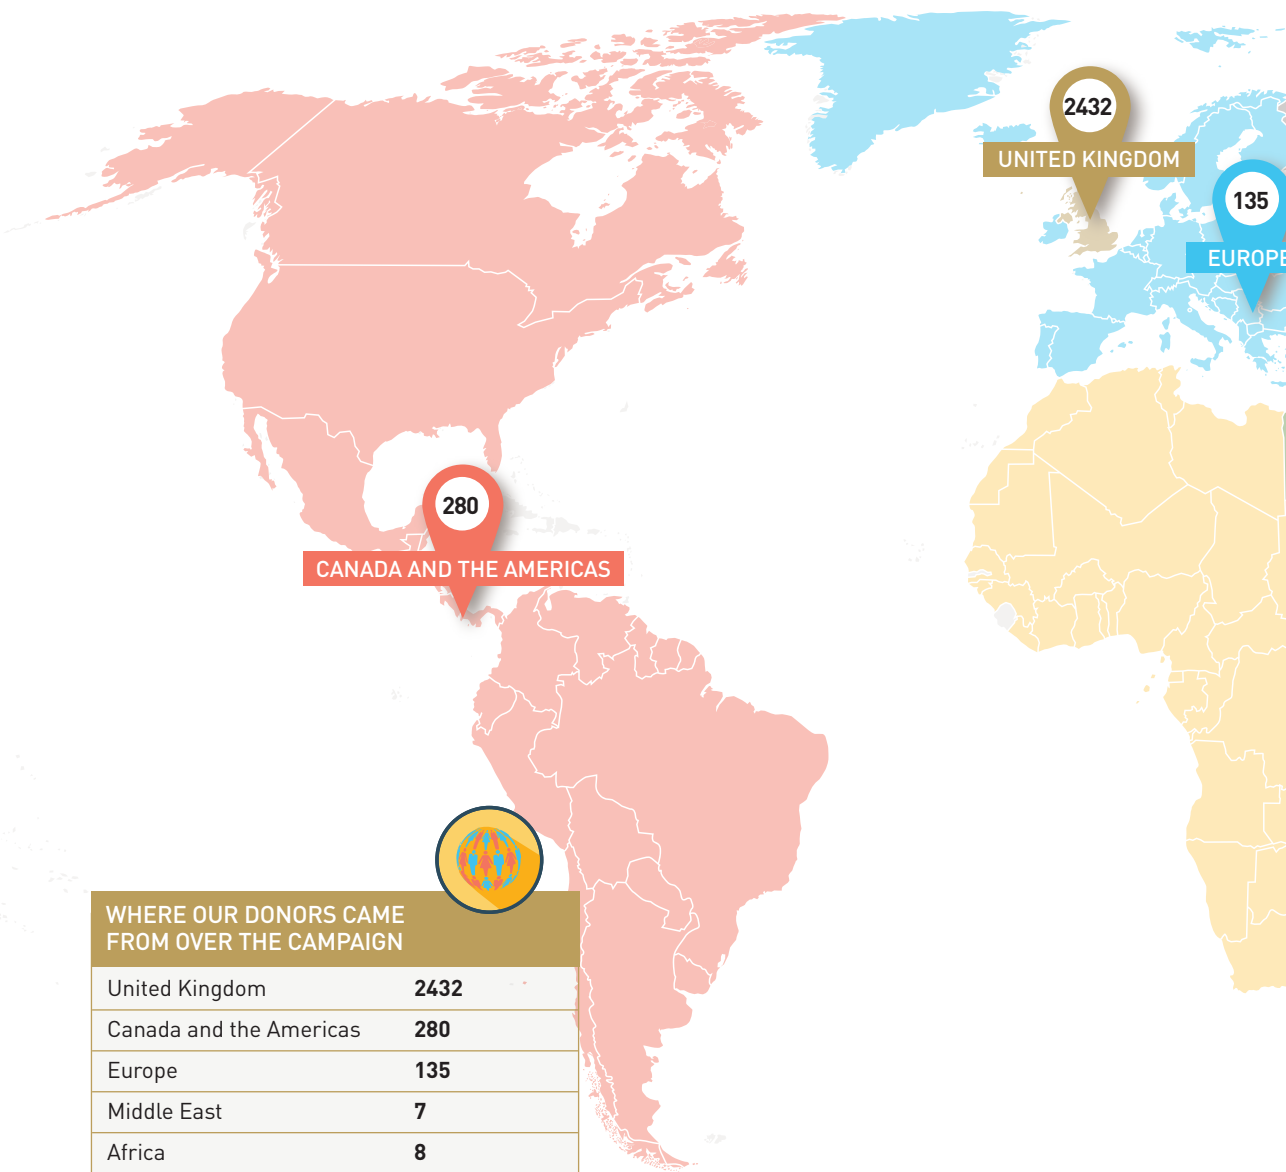 2432
UNITED KINGDOM
135
EUROPE
280
CANADA AND THE AMERICAS
WHERE OUR DONORS CAME
FROM OVER THE CAMPAIGN
United Kingdom 2432
Canada and the Americas 280
Europe 135
Middle East 7
Africa 8